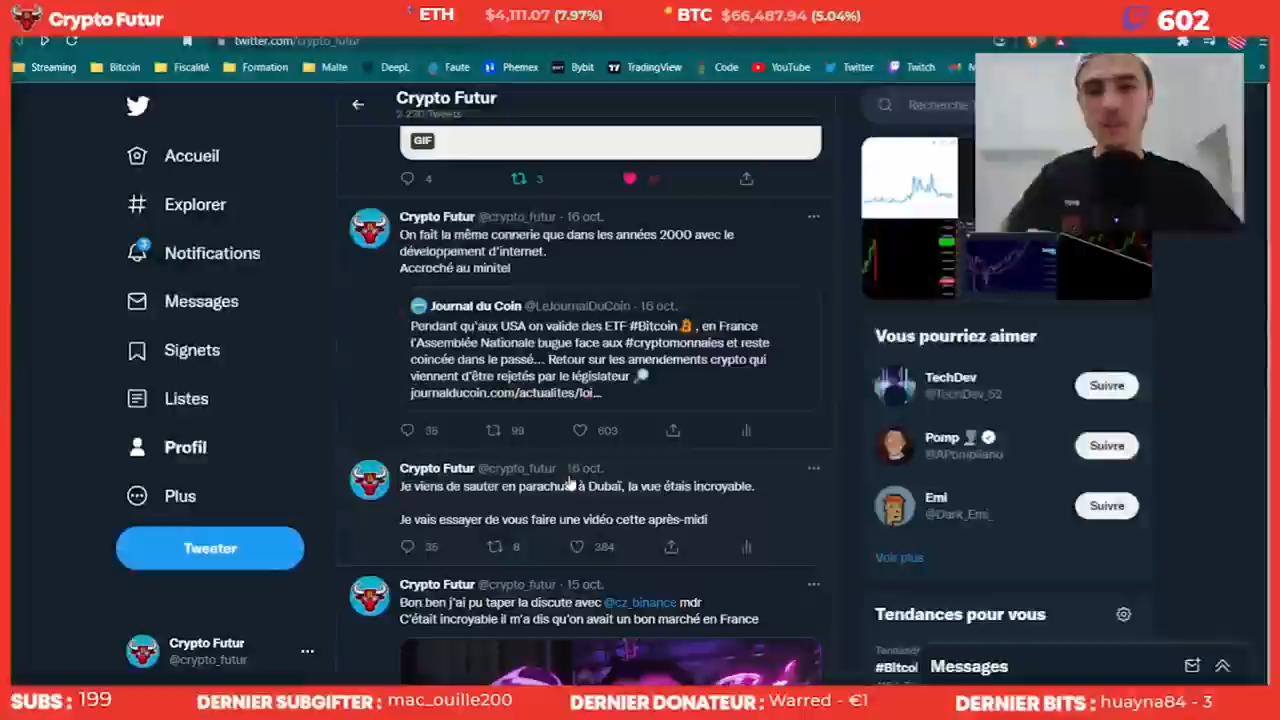 Crypto Futur
ETH $4,111.07 (7.97%)
BTC $66,487.94 (5.04%)
602
twitter.com/crypto_futur
Streaming
Bitcoin
Fiscalité
Formation
Malte
DeepL
Faute
Phemex
Bybit
TradingView
Code
YouTube
Twitter
Twitch
Accueil
Explorer
3
Notifications
Messages
Signets
Listes
Profil
Plus
Tweeter
Crypto Futur
@crypto_futur
Crypto Futur
2 230 Tweets
GIF
4 3
Crypto Futur @crypto_futur · 16 oct.
On fait la même connerie que dans les années 2000 avec le
développement d'internet.
Accroché au minitel
Journal du Coin @LeJournalDuCoin · 16 oct.
Pendant qu'aux USA on valide des ETF #Bitcoin , en France
l'Assemblée Nationale bugue face aux #cryptomonnaies et reste
coincée dans le passé... Retour sur les amendements crypto qui
viennent d'être rejetés par le législateur
journalducoin.com/actualites/loi...
35 99 603
Crypto Futur @crypto_futur · 16 oct.
Je viens de sauter en parachute à Dubaï, la vue étais incroyable.
Je vais essayer de vous faire une vidéo cette après-midi
35 8 384
Crypto Futur @crypto_futur · 15 oct.
Bon ben j'ai pu taper la discute avec @cz_binance mdr
C'était incroyable il m'a dis qu'on avait un bon marché en France
Recherche
Vous pourriez aimer
TechDev
@TechDev_52
Suivre
Pomp
@APompliano
Suivre
Emi
@Dark_Emi_
Suivre
Voir plus
Tendances pour vous
Messages
SUBS : 199
DERNIER SUBGIFTER : mac_ouille200
DERNIER DONATEUR : Warred - €1
DERNIER BITS : huayna84 - 3